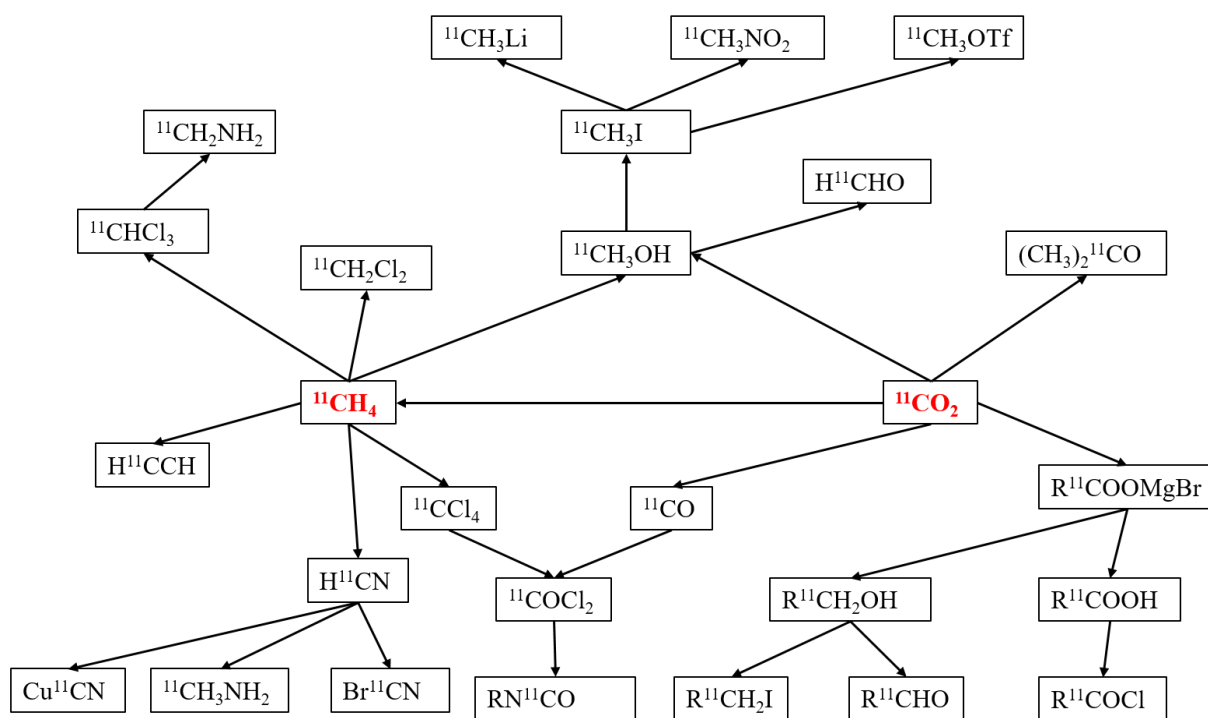 ¹¹CH₃Li
¹¹CH₃NO₂
¹¹CH₃OTf
¹¹CH₂NH₂
¹¹CH₃I
H¹¹CHO
¹¹CHCl₃
¹¹CH₂Cl₂
¹¹CH₃OH
(CH₃)₂¹¹CO
¹¹CH₄
¹¹CO₂
H¹¹CCH
¹¹CCl₄
¹¹CO
R¹¹COOMgBr
H¹¹CN
¹¹COCl₂
R¹¹CH₂OH
R¹¹COOH
Cu¹¹CN
¹¹CH₃NH₂
Br¹¹CN
RN¹¹CO
R¹¹CH₂I
R¹¹CHO
R¹¹COCl